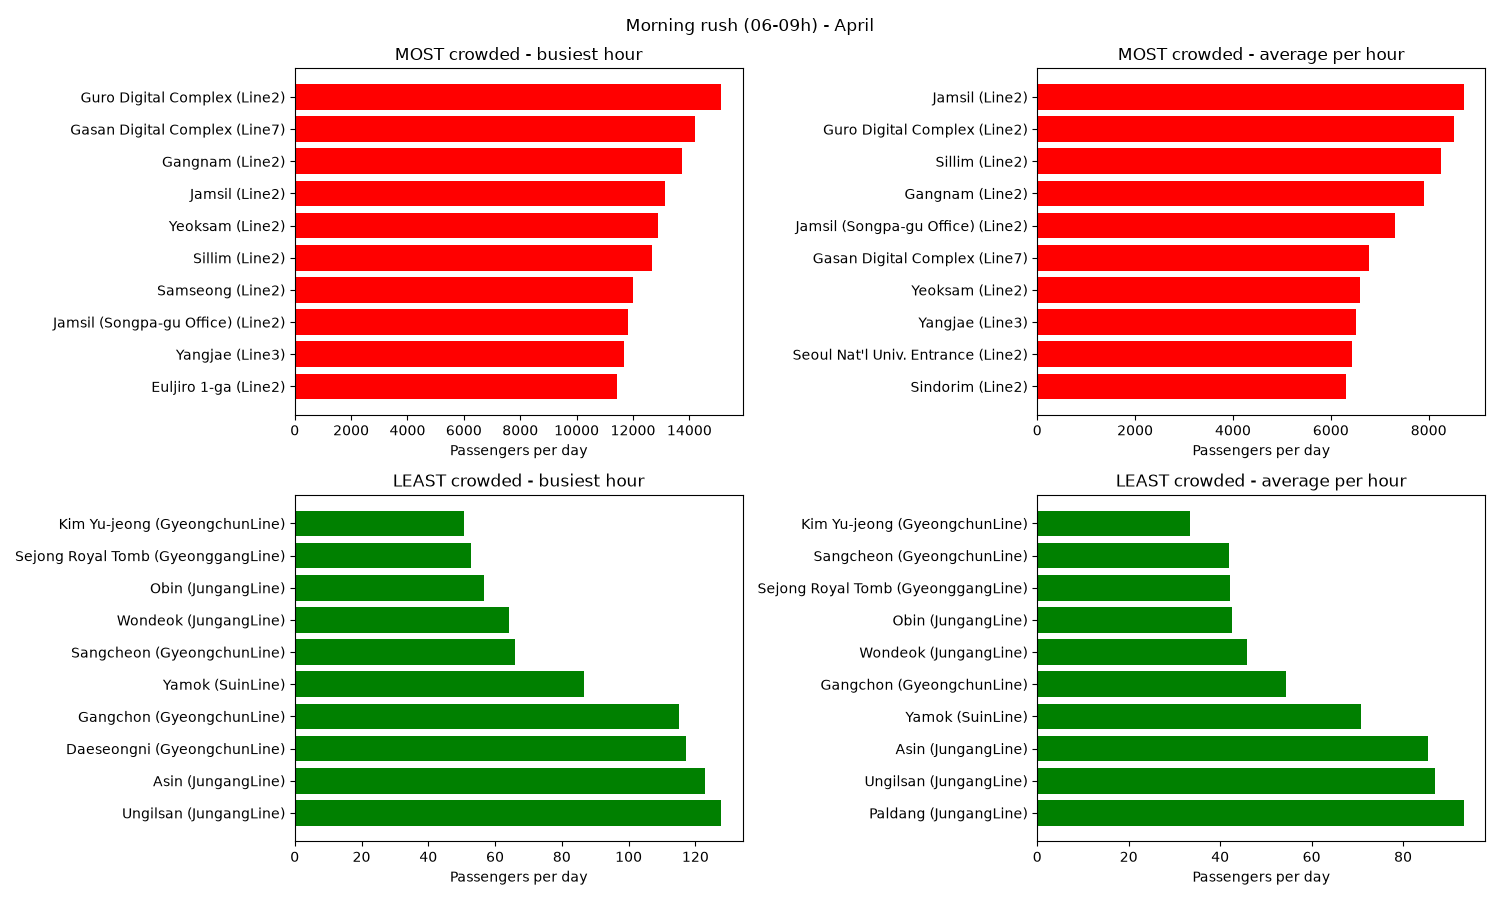 Morning rush (06-09h) - April
MOST crowded - busiest hour
Guro Digital Complex (Line2)
Gasan Digital Complex (Line7)
Gangnam (Line2)
Jamsil (Line2)
Yeoksam (Line2)
Sillim (Line2)
Samseong (Line2)
Jamsil (Songpa-gu Office) (Line2)
Yangjae (Line3)
Euljiro 1-ga (Line2)
0 2000 4000 6000 8000 10000 12000 14000
Passengers per day
MOST crowded - average per hour
Jamsil (Line2)
Guro Digital Complex (Line2)
Sillim (Line2)
Gangnam (Line2)
Jamsil (Songpa-gu Office) (Line2)
Gasan Digital Complex (Line7)
Yeoksam (Line2)
Yangjae (Line3)
Seoul Nat'l Univ. Entrance (Line2)
Sindorim (Line2)
0 2000 4000 6000 8000
Passengers per day
LEAST crowded - busiest hour
Kim Yu-jeong (GyeongchunLine)
Sejong Royal Tomb (GyeonggangLine)
Obin (JungangLine)
Wondeok (JungangLine)
Sangcheon (GyeongchunLine)
Yamok (SuinLine)
Gangchon (GyeongchunLine)
Daeseongni (GyeongchunLine)
Asin (JungangLine)
Ungilsan (JungangLine)
0 20 40 60 80 100 120
Passengers per day
LEAST crowded - average per hour
Kim Yu-jeong (GyeongchunLine)
Sangcheon (GyeongchunLine)
Sejong Royal Tomb (GyeonggangLine)
Obin (JungangLine)
Wondeok (JungangLine)
Gangchon (GyeongchunLine)
Yamok (SuinLine)
Asin (JungangLine)
Ungilsan (JungangLine)
Paldang (JungangLine)
0 20 40 60 80
Passengers per day